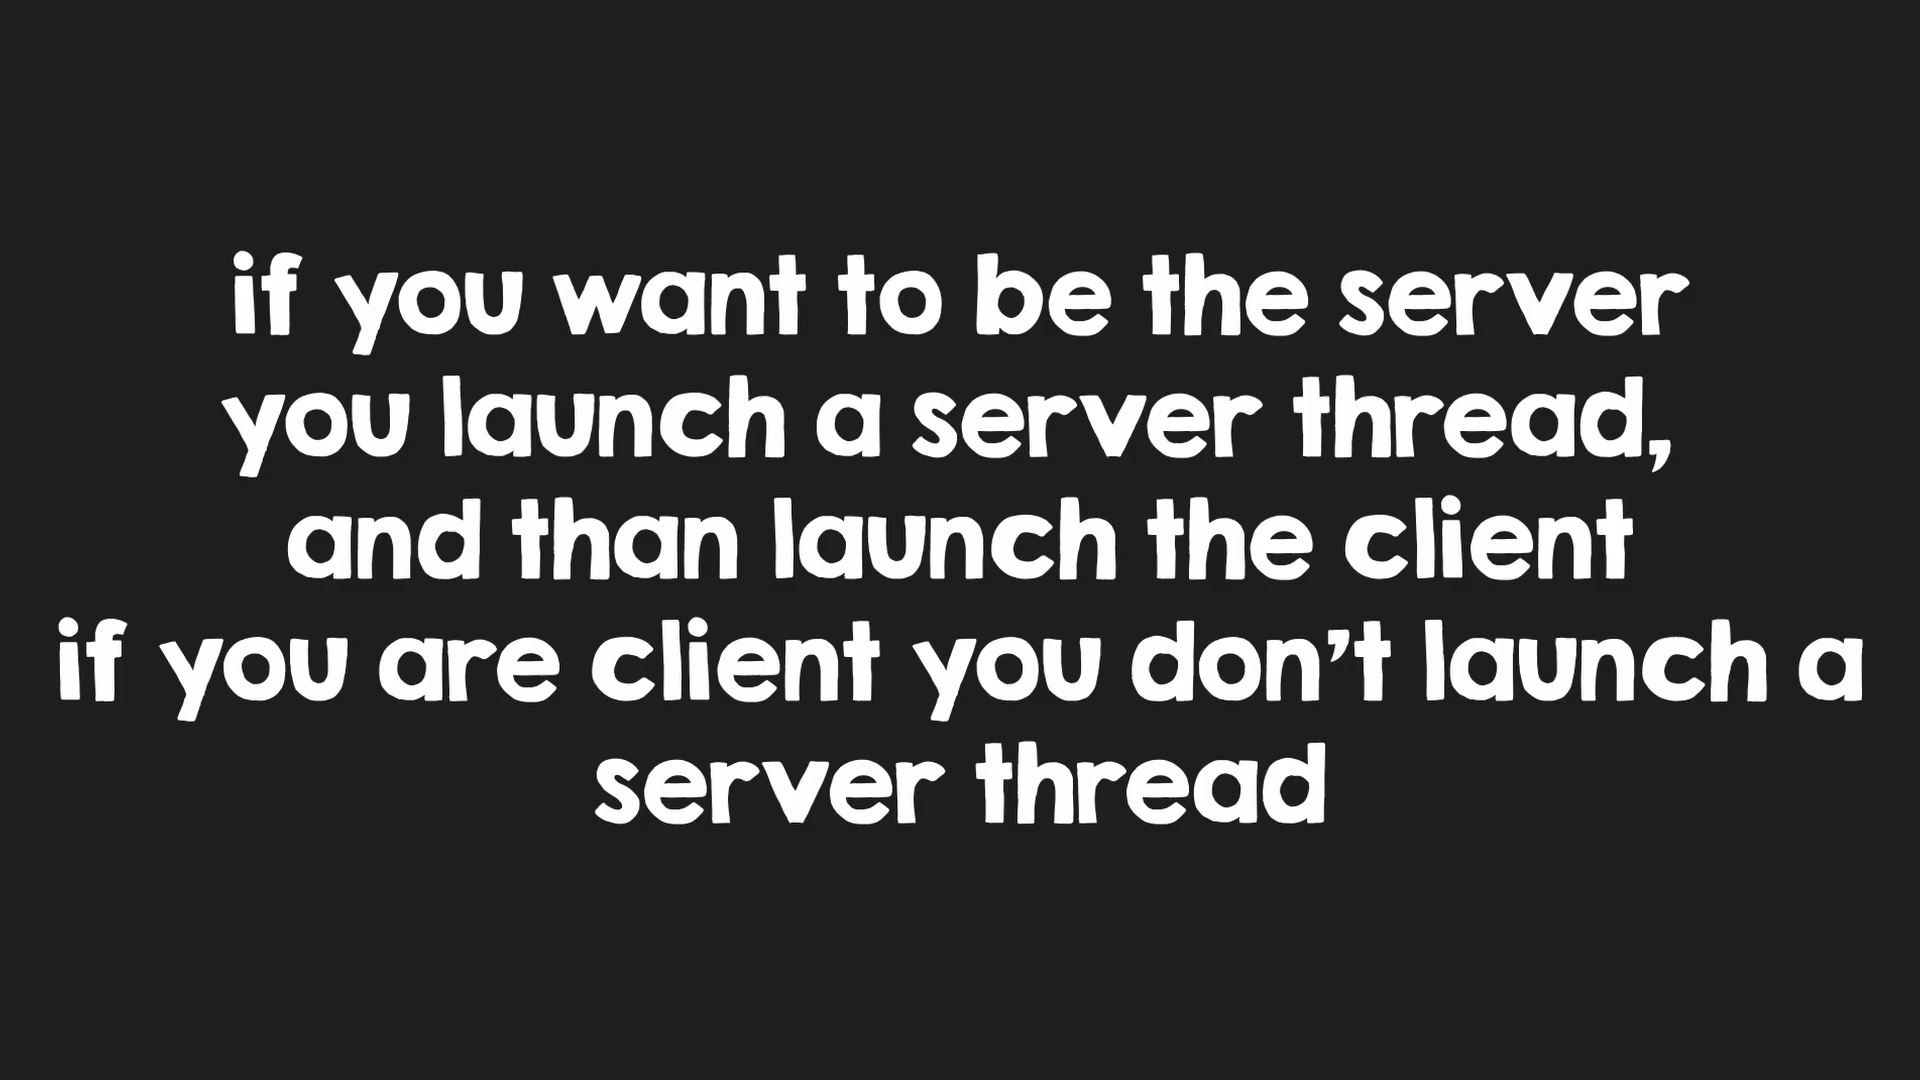 if you want to be the server
you launch a server thread,
and than launch the client
if you are client you don’t launch a
server thread